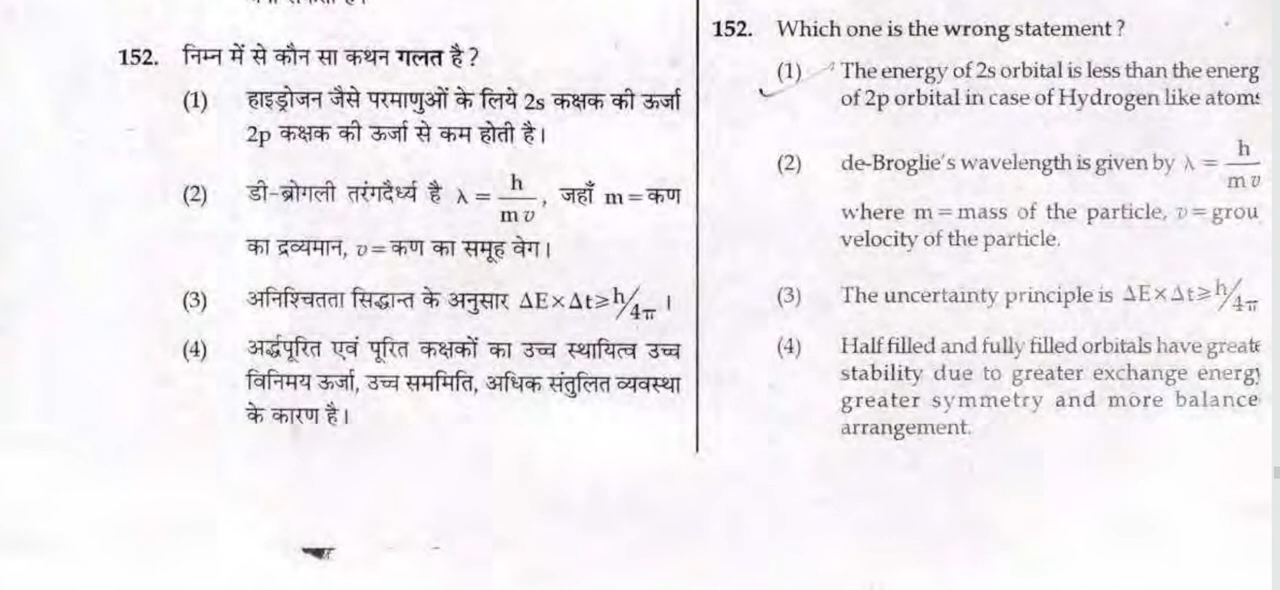 152. निम्न में से कौन सा कथन गलत है ?
(1) हाइड्रोजन जैसे परमाणुओं के लिये 2s कक्षक की ऊर्जा
2p कक्षक की ऊर्जा से कम होती है।
(2) डी-ब्रोगली तरंगदैर्ध्य है λ = h/mv, जहाँ m = कण
का द्रव्यमान, v = कण का समूह वेग।
(3) अनिश्चितता सिद्धान्त के अनुसार ΔE×Δt≥h/4π ।
(4) अर्द्धपूरित एवं पूरित कक्षकों का उच्च स्थायित्व उच्च
विनिमय ऊर्जा, उच्च सममिति, अधिक संतुलित व्यवस्था
के कारण है।
152. Which one is the wrong statement ?
(1) The energy of 2s orbital is less than the energ
of 2p orbital in case of Hydrogen like atoms
(2) de-Broglie's wavelength is given by λ = h/mv
where m = mass of the particle, v = grou
velocity of the particle.
(3) The uncertainty principle is ΔE×Δt≥h/4π
(4) Half filled and fully filled orbitals have greate
stability due to greater exchange energy
greater symmetry and more balance
arrangement.